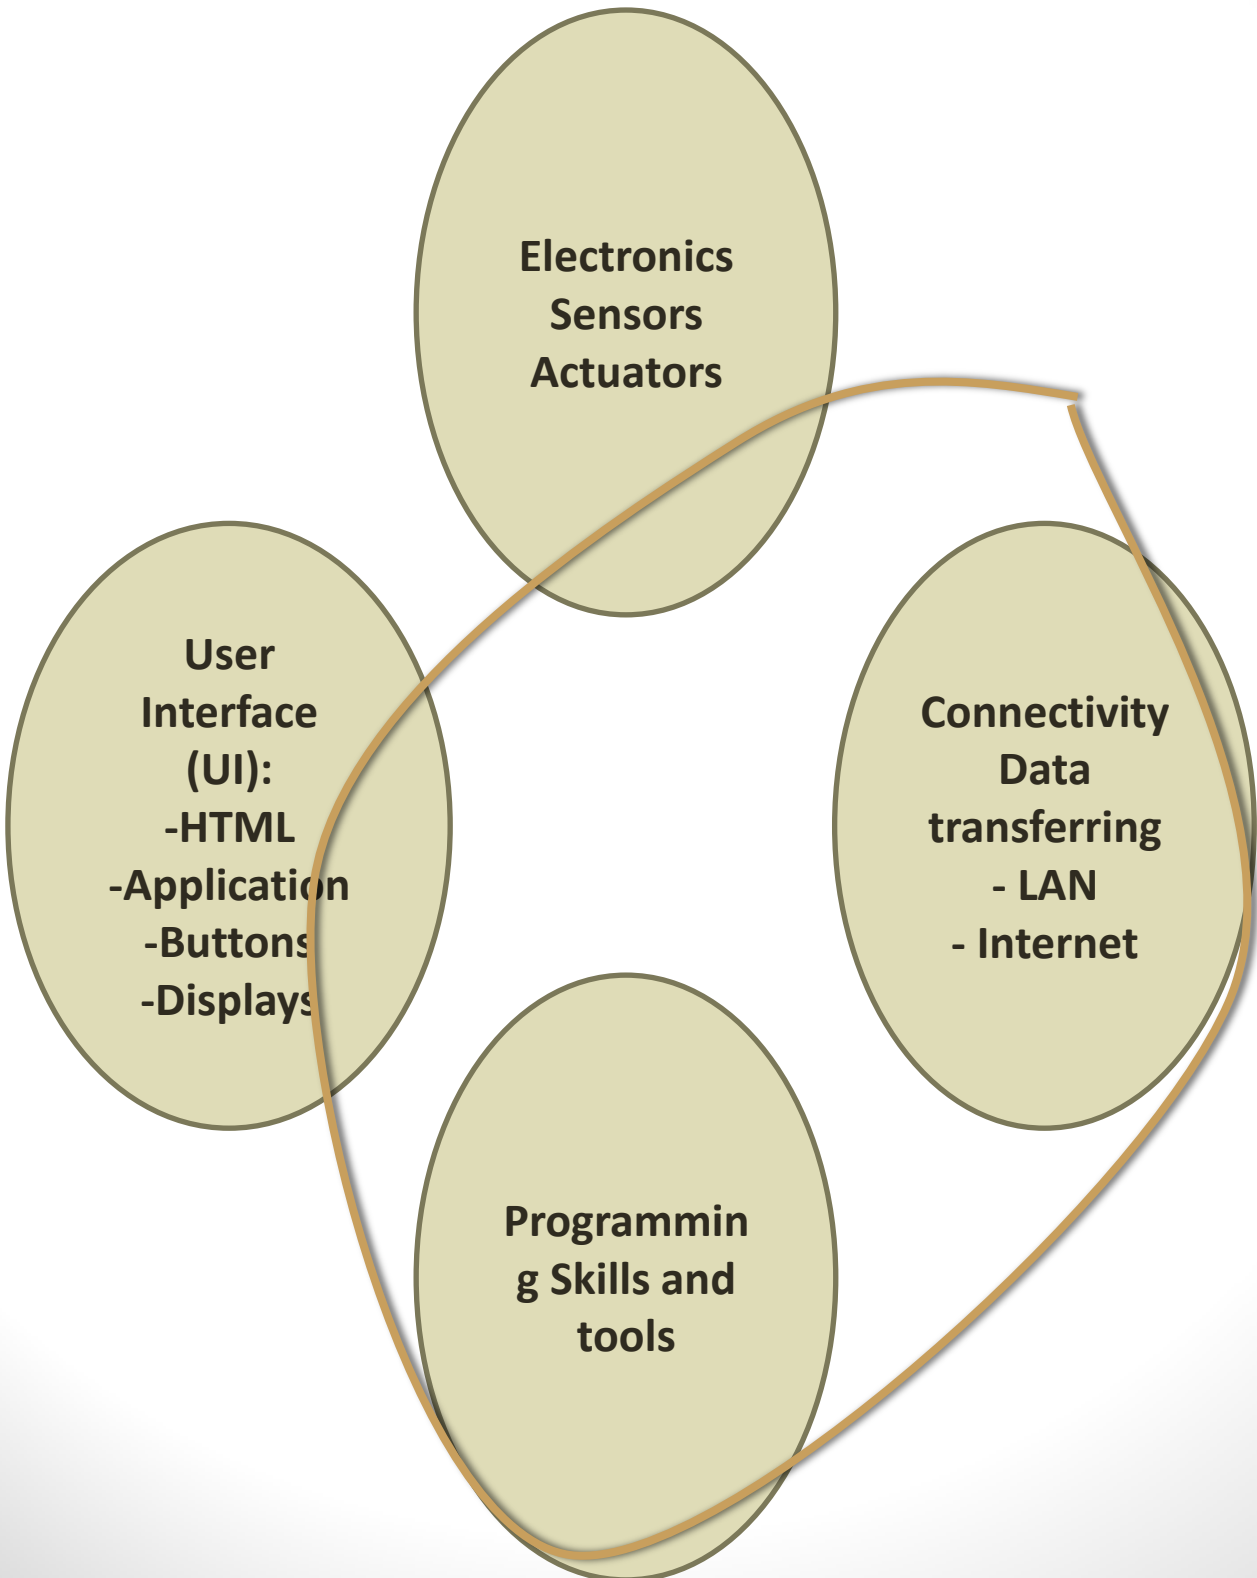 Electronics
Sensors
Actuators
User
Interface
(UI):
-HTML
-Application
-Buttons
-Displays
Connectivity
Data
transferring
- LAN
- Internet
Programmin
g Skills and
tools